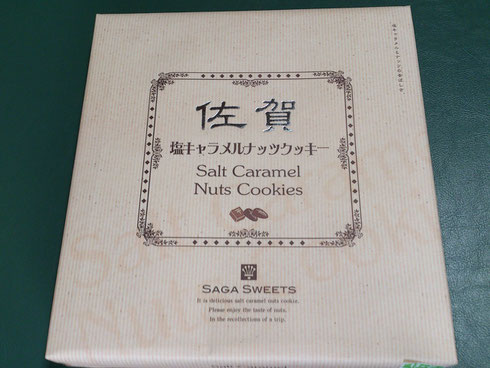 佐賀
塩キャラメルナッツクッキー
Salt Caramel
Nuts Cookies
SAGA SWEETS
It is delicious salt caramel nuts cookie.
Please enjoy the taste of nuts.
In the recollections of a trip.